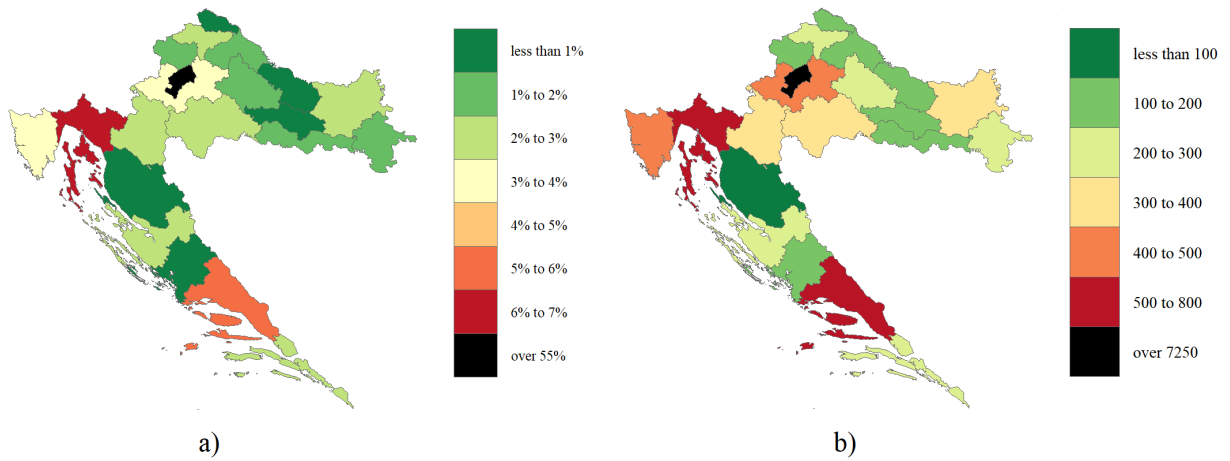 less than 1%
1% to 2%
2% to 3%
3% to 4%
4% to 5%
5% to 6%
6% to 7%
over 55%
a)
less than 100
100 to 200
200 to 300
300 to 400
400 to 500
500 to 800
over 7250
b)